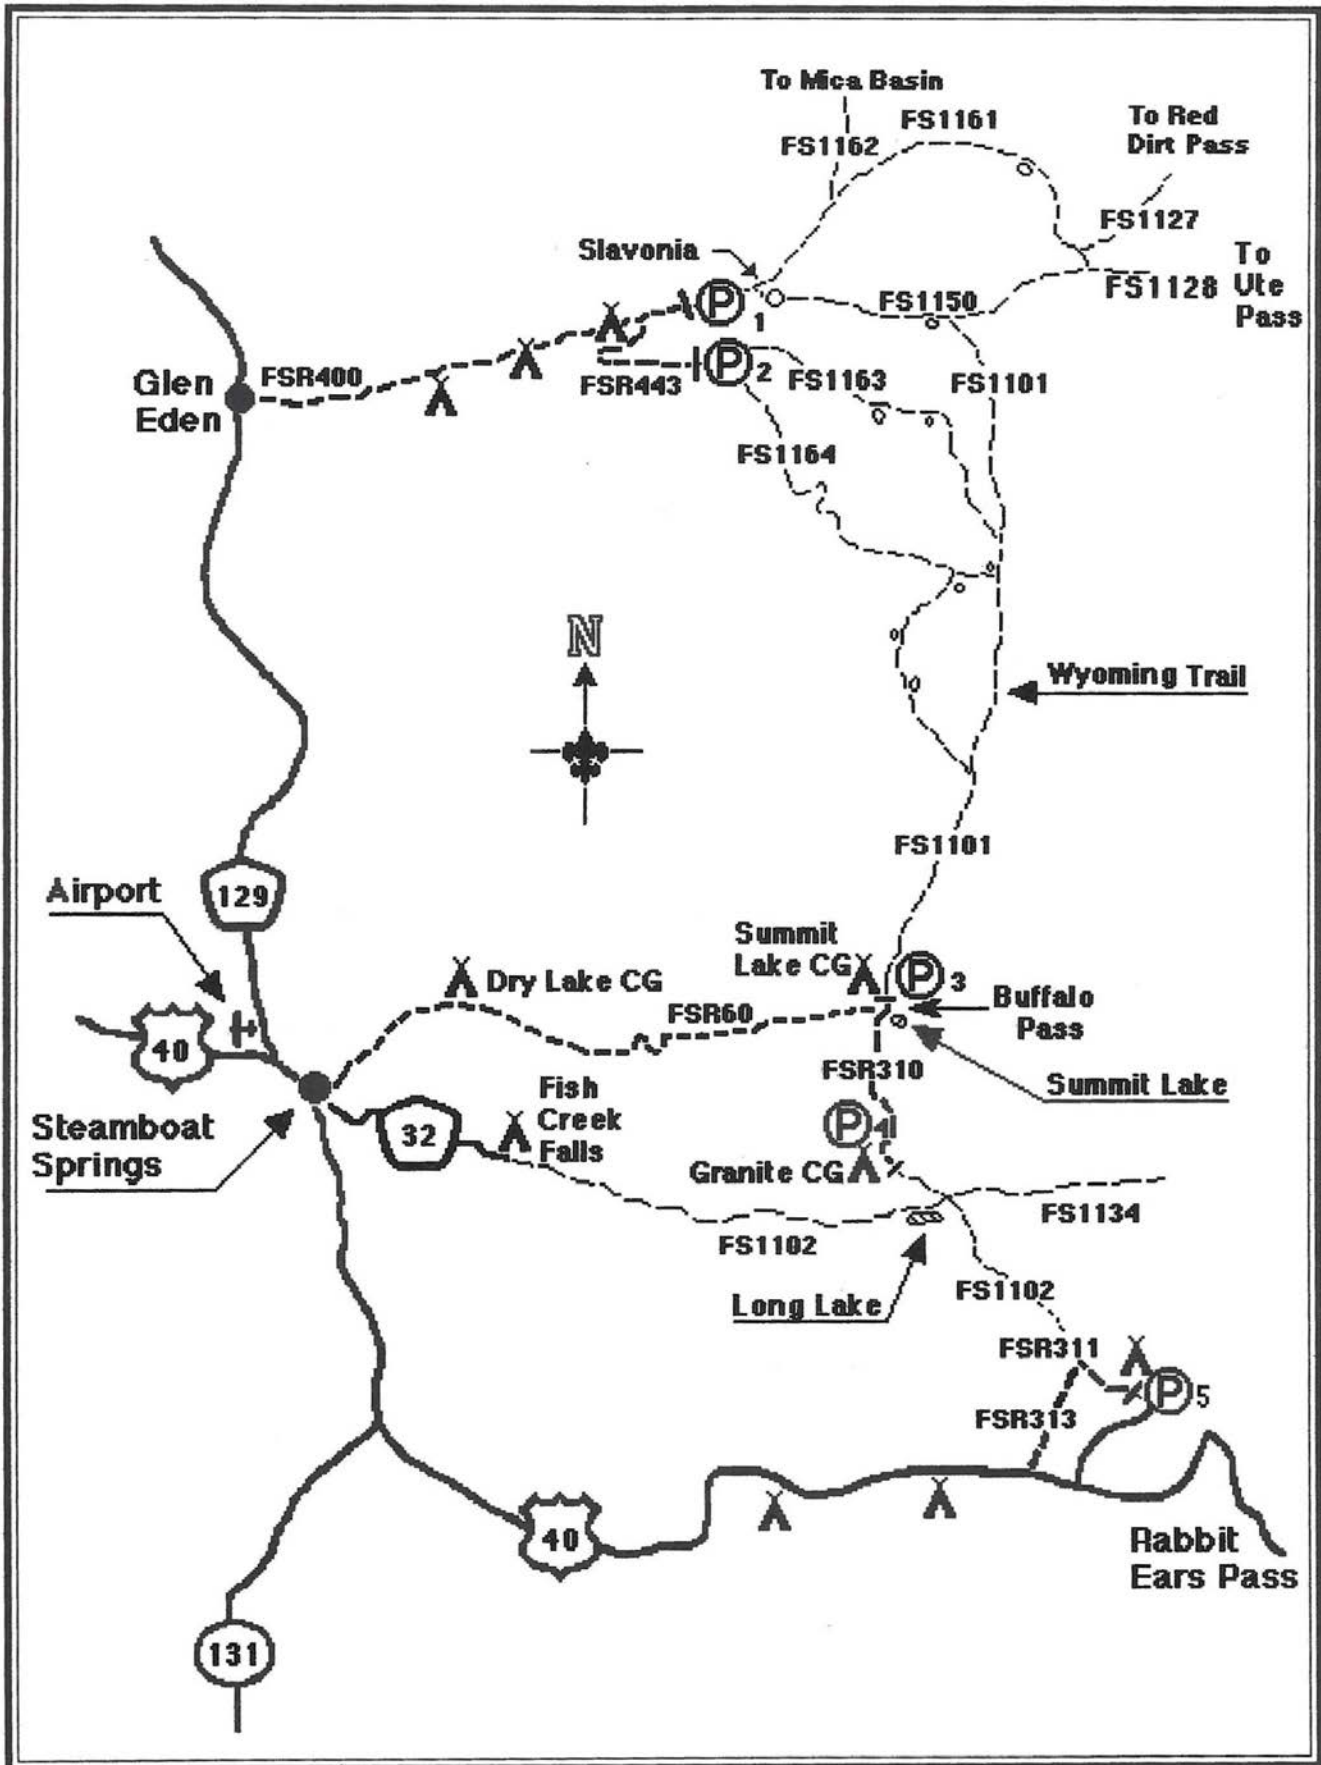 To Mica Basin
FS1161
To Red
Dirt Pass
FS1162
FS1127
Slavonia
To
Ute
Pass
FS1128
FS1150
P 1
Glen
Eden
FSR400
FSR443
P 2
FS1163
FS1101
FS1164
N
Wyoming Trail
FS1101
Airport
129
Summit
Lake CG
P 3
Dry Lake CG
Buffalo
Pass
FSR60
40
FSR310
Summit Lake
Fish
Creek
Falls
Steamboat
Springs
32
P 4
Granite CG
FS1134
FS1102
FS1102
Long Lake
FSR311
P 5
FSR313
40
Rabbit
Ears Pass
131